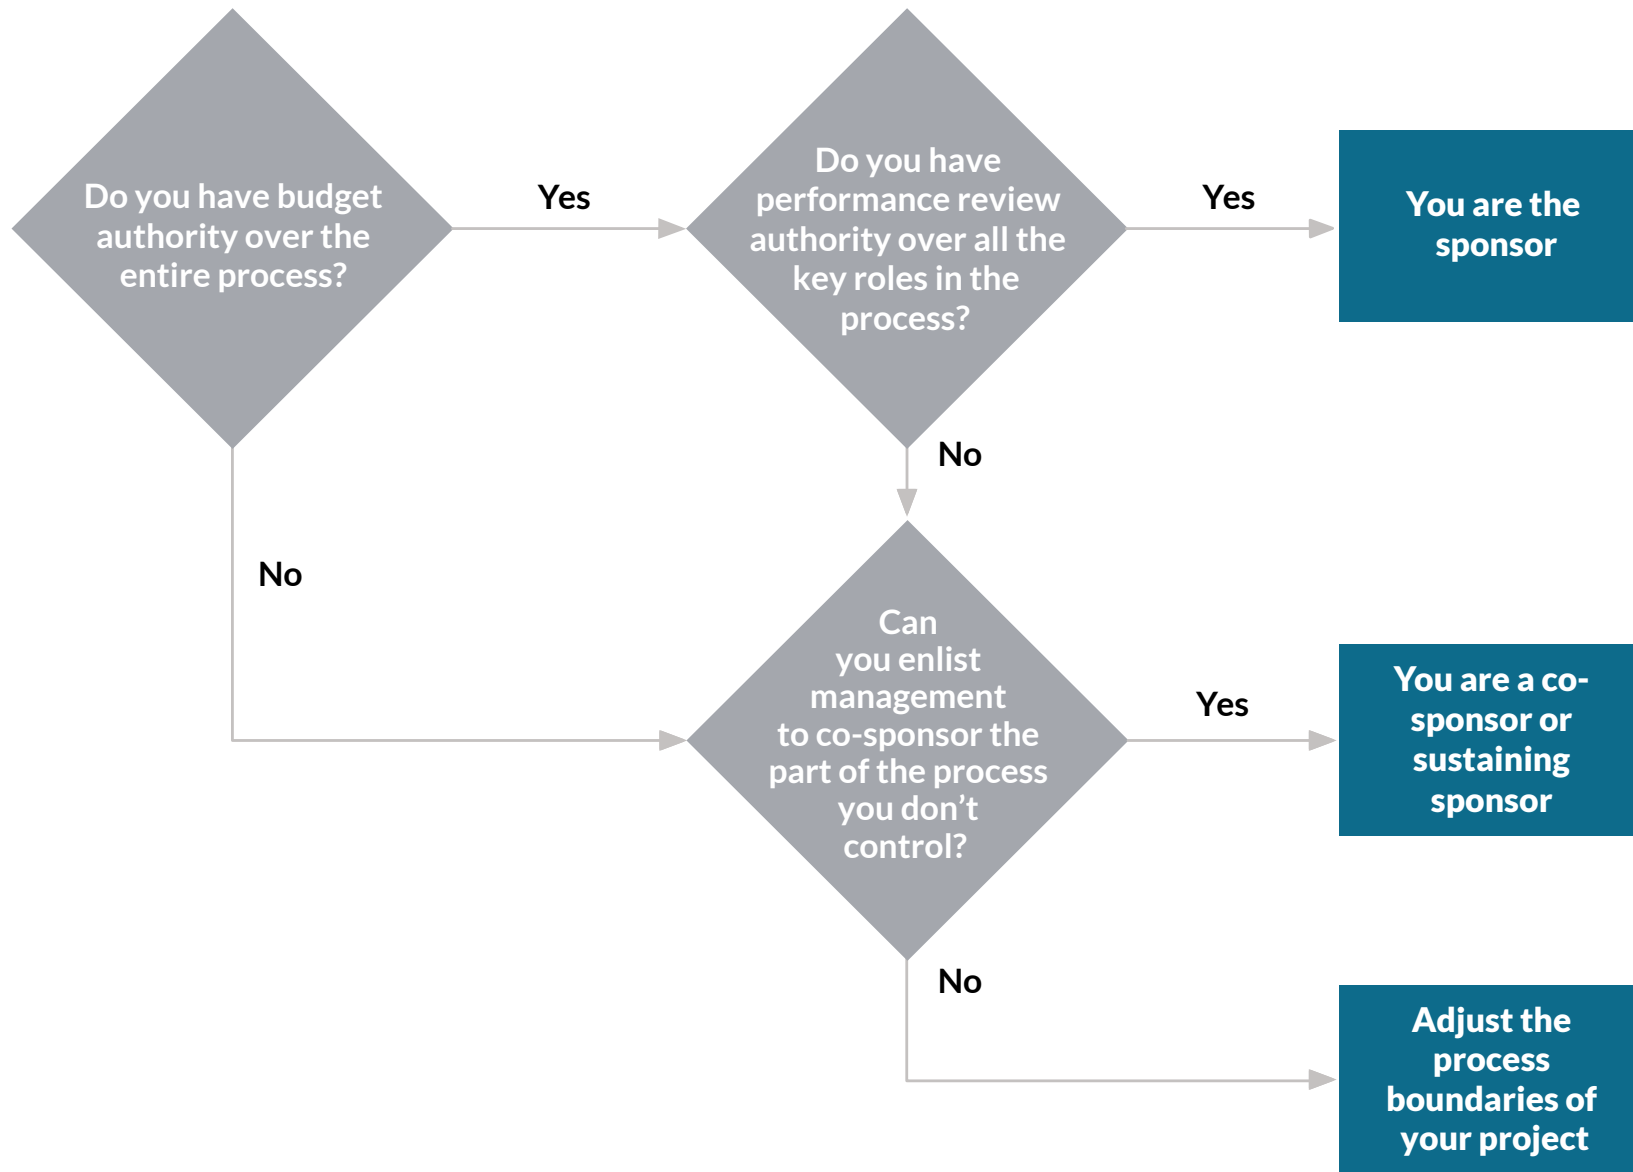 Do you have budget
authority over the
entire process?
Yes
Do you have
performance review
authority over all the
key roles in the
process?
Yes
You are the
sponsor
No
No
Can
you enlist
management
to co-sponsor the
part of the process
you don’t
control?
Yes
You are a co-
sponsor or
sustaining
sponsor
No
Adjust the
process
boundaries of
your project